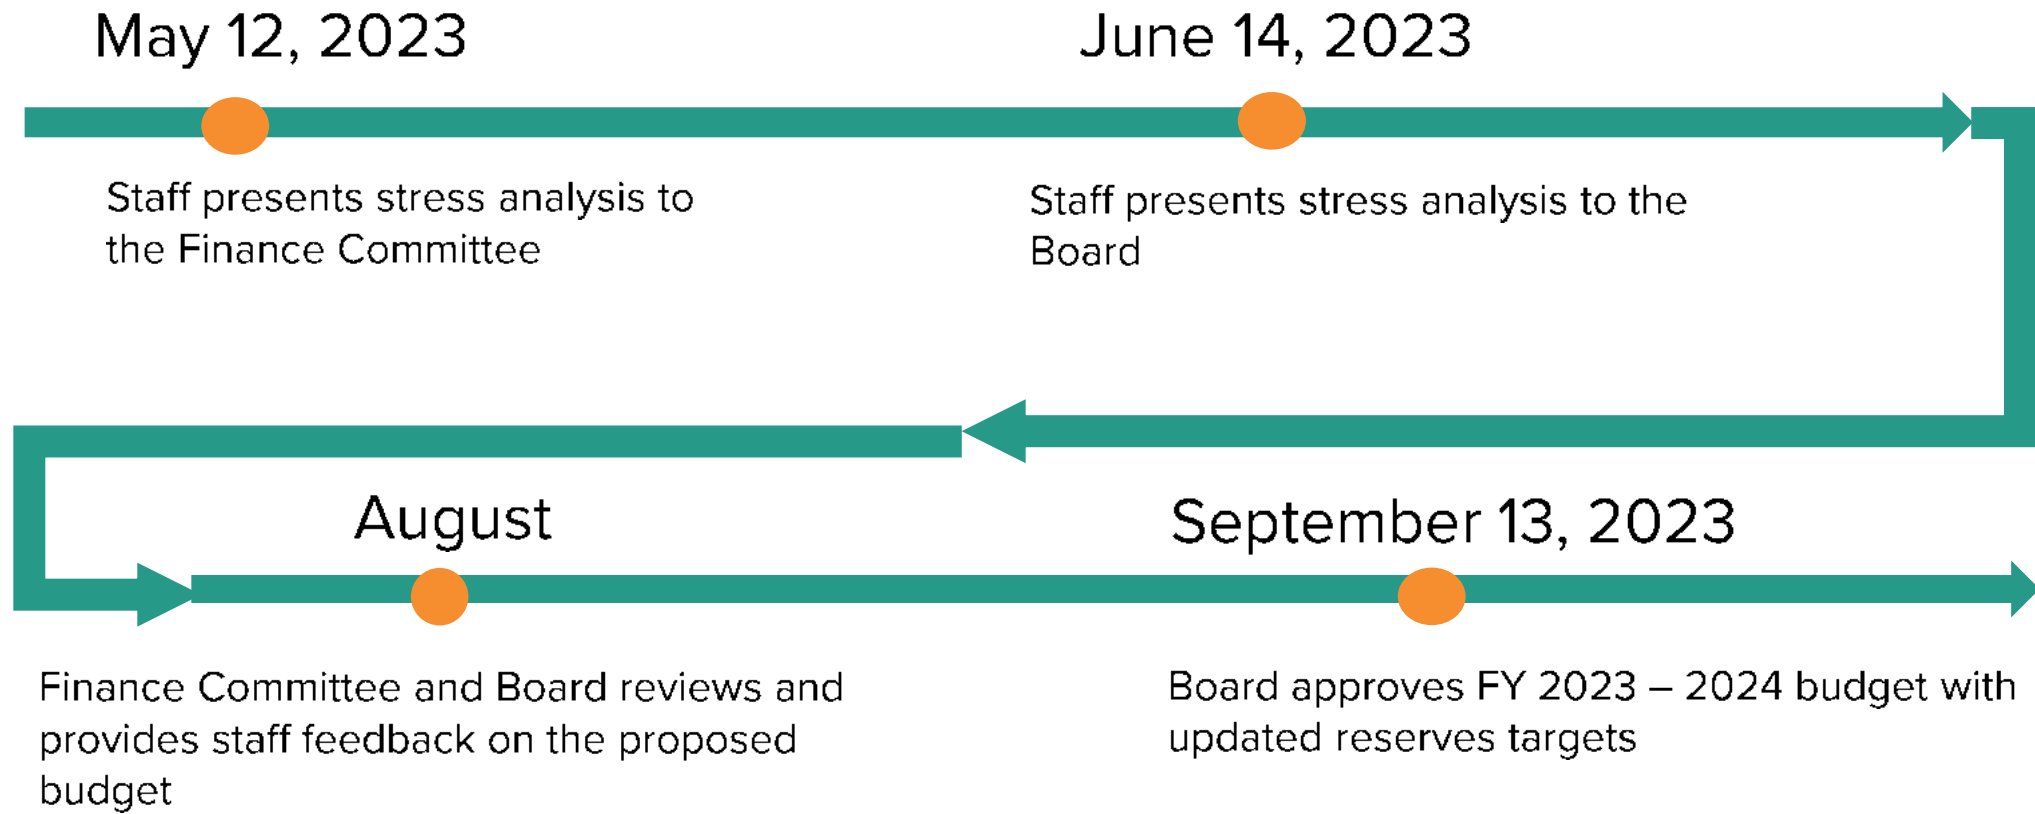 May 12, 2023
June 14, 2023
Staff presents stress analysis to
the Finance Committee
Staff presents stress analysis to the
Board
August
September 13, 2023
Finance Committee and Board reviews and
provides staff feedback on the proposed
budget
Board approves FY 2023 – 2024 budget with
updated reserves targets